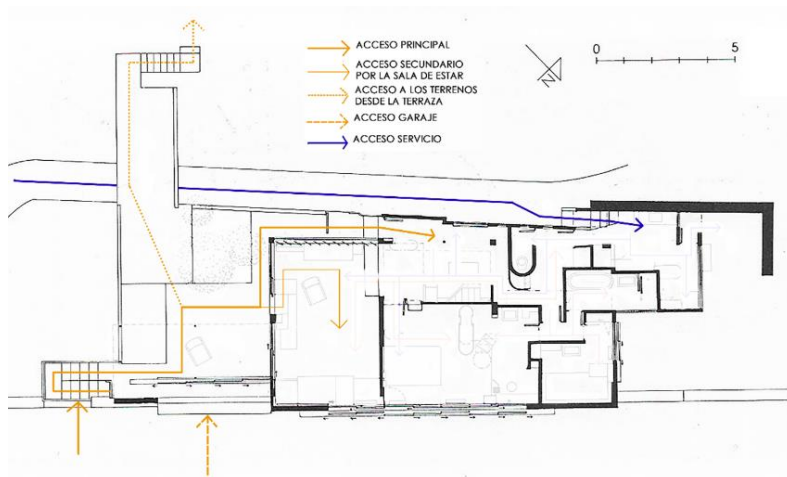 ACCESO PRINCIPAL
ACCESO SECUNDARIO
POR LA SALA DE ESTAR
ACCESO A LOS TERRENOS
DESDE LA TERRAZA
ACCESO GARAJE
ACCESO SERVICIO
N
0 5